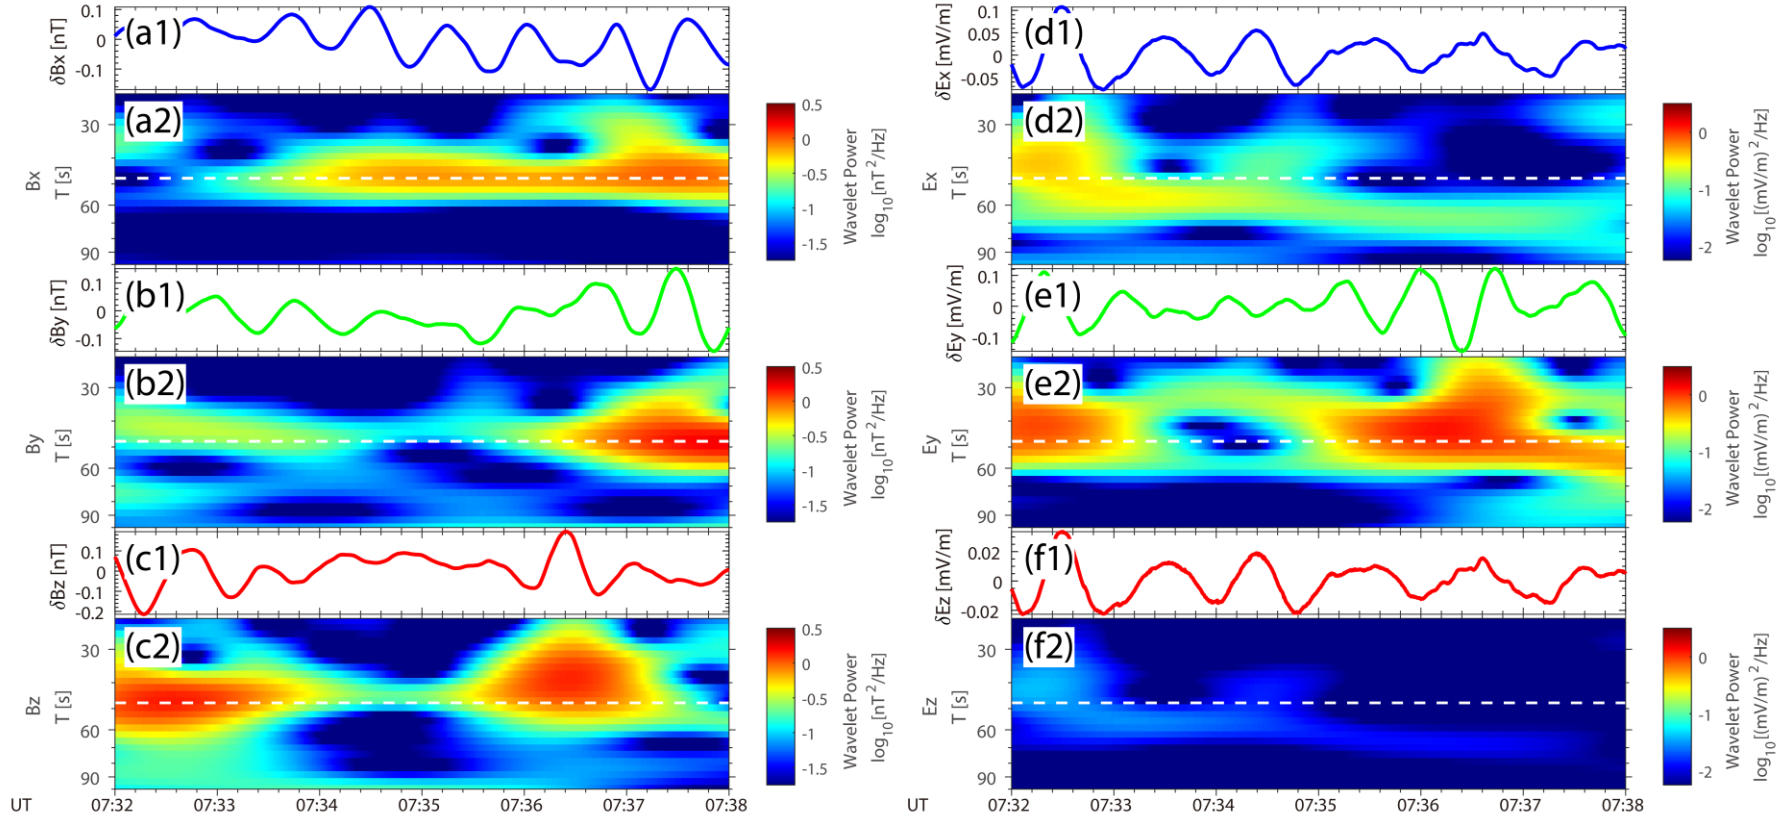 0.1
0
-0.1
δBx [nT]
(a1)
30
60
90
Bx
T [s]
(a2)
0.5
0
-0.5
-1
-1.5
Wavelet Power
log10[nT 2/Hz]
0.1
0
-0.1
δBy [nT]
(b1)
30
60
90
By
T [s]
(b2)
0.5
0
-0.5
-1
-1.5
Wavelet Power
log10[nT 2/Hz]
0.1
0
-0.1
-0.2
δBz [nT]
(c1)
30
60
90
Bz
T [s]
(c2)
0.5
0
-0.5
-1
-1.5
Wavelet Power
log10[nT 2/Hz]
UT
07:32 07:33 07:34 07:35 07:36 07:37 07:38
0.1
0.05
0
-0.05
δEx [mV/m]
(d1)
30
60
90
Ex
T [s]
(d2)
0
-1
-2
Wavelet Power
log10[(mV/m) 2/Hz]
0.1
0
-0.1
δEy [mV/m]
(e1)
30
60
90
Ey
T [s]
(e2)
0
-1
-2
Wavelet Power
log10[(mV/m) 2/Hz]
0.02
0
-0.02
δEz [mV/m]
(f1)
30
60
90
Ez
T [s]
(f2)
0
-1
-2
Wavelet Power
log10[(mV/m) 2/Hz]
UT
07:32 07:33 07:34 07:35 07:36 07:37 07:38